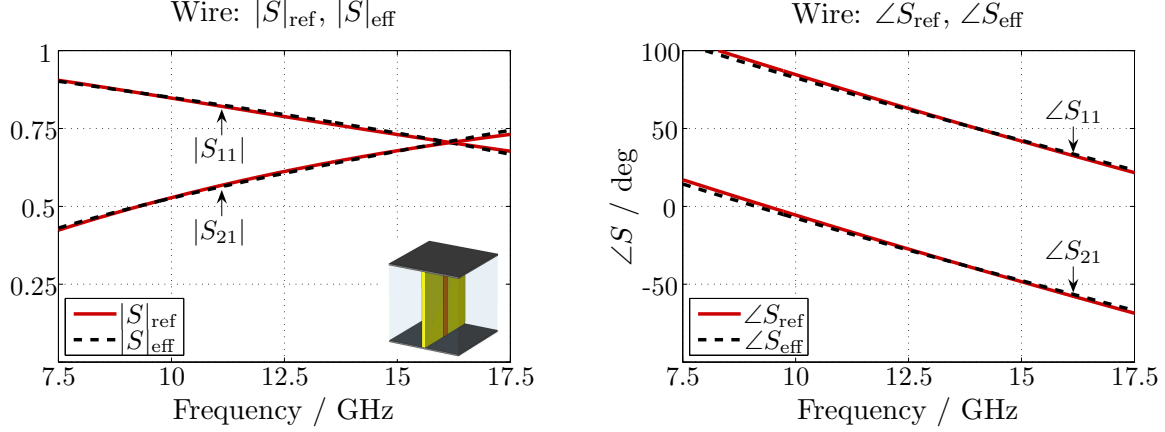 Wire: |S|ref, |S|eff
1
0.75
0.5
0.25
|S11|
|S21|
|S|ref
|S|eff
7.5 10 12.5 15 17.5
Frequency / GHz
Wire: ∠Sref, ∠Seff
100
50
0
-50
∠S / deg
∠S11
∠S21
∠Sref
∠Seff
7.5 10 12.5 15 17.5
Frequency / GHz